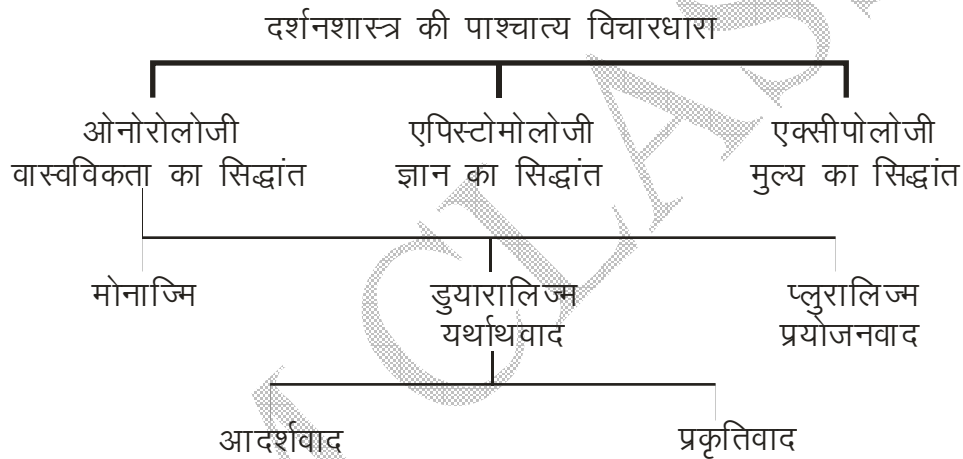 दर्शनशास्त्र की पाश्चात्य विचारधारा
ओनोरोलोजी एपिस्टोमोलोजी एक्सीपोलोजी
वास्वविकता का सिद्धांत ज्ञान का सिद्धांत मुल्य का सिद्धांत
मोनाज्मि डुयारालिज्म प्लुरालिज्म
यर्थाथवाद प्रयोजनवाद
आदर्शवाद प्रकृतिवाद